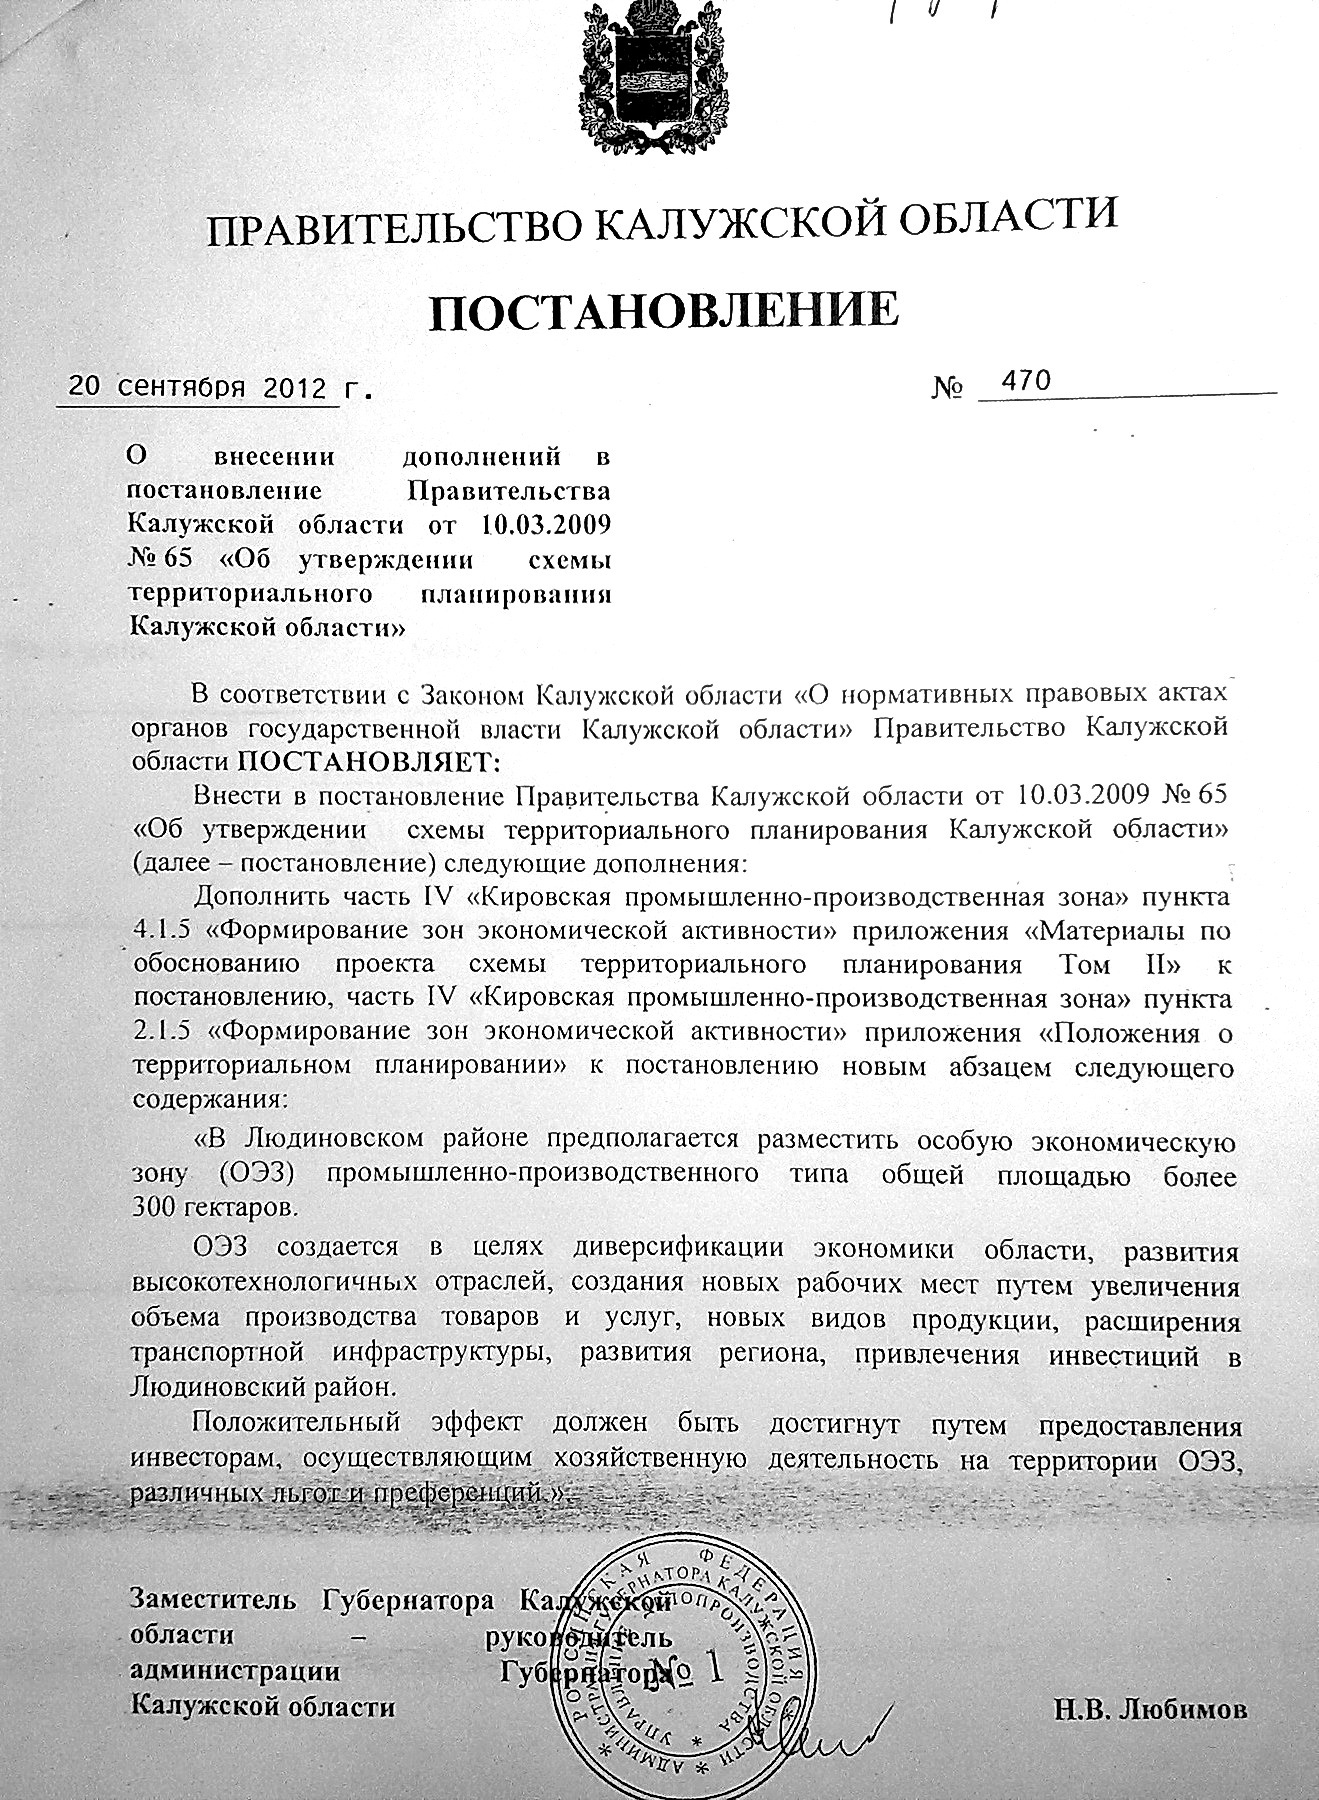 ПРАВИТЕЛЬСТВО КАЛУЖСКОЙ ОБЛАСТИ
ПОСТАНОВЛЕНИЕ
20 сентября 2012 г.
№ 470
О внесении дополнений в
постановление Правительства
Калужской области от 10.03.2009
№ 65 «Об утверждении схемы
территориального планирования
Калужской области»
В соответствии с Законом Калужской области «О нормативных правовых актах
органов государственной власти Калужской области» Правительство Калужской
области ПОСТАНОВЛЯЕТ:
Внести в постановление Правительства Калужской области от 10.03.2009 № 65
«Об утверждении схемы территориального планирования Калужской области»
(далее – постановление) следующие дополнения:
Дополнить часть IV «Кировская промышленно-производственная зона» пункта
4.1.5 «Формирование зон экономической активности» приложения «Материалы по
обоснованию проекта схемы территориального планирования Том II» к
постановлению, часть IV «Кировская промышленно-производственная зона» пункта
2.1.5 «Формирование зон экономической активности» приложения «Положения о
территориальном планировании» к постановлению новым абзацем следующего
содержания:
«В Людиновском районе предполагается разместить особую экономическую
зону (ОЭЗ) промышленно-производственного типа общей площадью более
300 гектаров.
ОЭЗ создается в целях диверсификации экономики области, развития
высокотехнологичных отраслей, создания новых рабочих мест путем увеличения
объема производства товаров и услуг, новых видов продукции, расширения
транспортной инфраструктуры, развития региона, привлечения инвестиций в
Людиновский район.
Положительный эффект должен быть достигнут путем предоставления
инвесторам, осуществляющим хозяйственную деятельность на территории ОЭЗ,
различных льгот и преференций.»
Заместитель Губернатора Калужской
области – руководитель
администрации Губернатора
Калужской области
Н.В. Любимов
* РОССИЙСКАЯ ФЕДЕРАЦИЯ *
АДМИНИСТРАЦИЯ ГУБЕРНАТОРА КАЛУЖСКОЙ ОБЛАСТИ *
УПРАВЛЕНИЕ ДЕЛОПРОИЗВОДСТВА *
№ 1